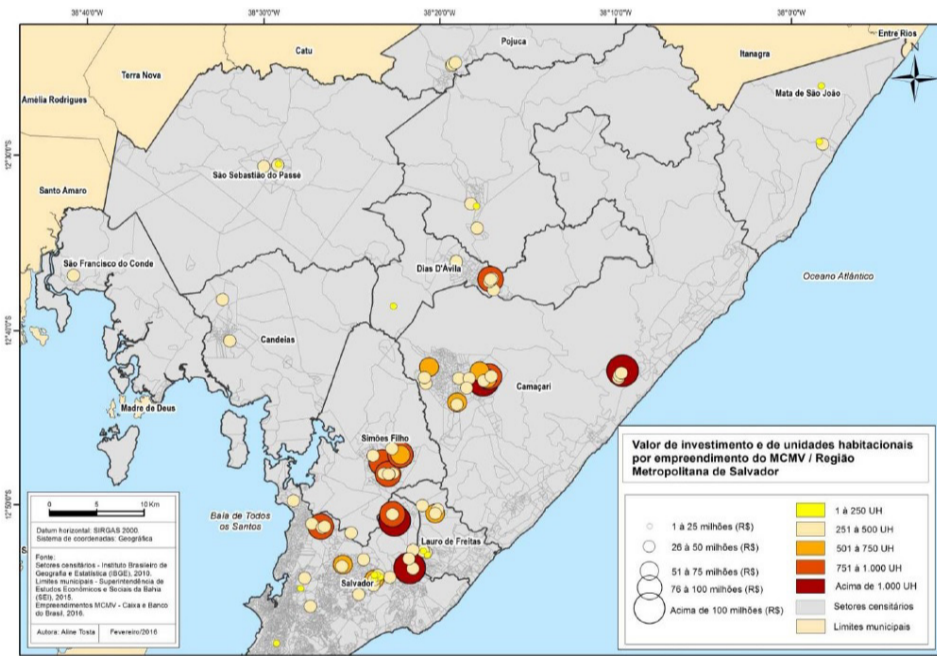 38°40'0"W
38°30'0"W
38°20'0"W
38°10'0"W
38°0'0"W
Pojuca
Entre Rios
Catu
Itanagra
Terra Nova
Mata de São João
Amélia Rodrigues
12°30'0"S
São Sebastião do Passé
Santo Amaro
São Francisco do Conde
Dias D'Ávila
Oceano Atlântico
12°40'0"S
Candeias
Camaçari
Madre de Deus
Simões Filho
Valor de investimento e de unidades habitacionais
por empreendimento do MCMV / Região
Metropolitana de Salvador
1 à 25 milhões (R$)
26 à 50 milhões (R$)
51 à 75 milhões (R$)
76 à 100 milhões (R$)
Acima de 100 milhões (R$)
1 à 250 UH
251 à 500 UH
501 à 750 UH
751 à 1.000 UH
Acima de 1.000 UH
Setores censitários
Limites municipais
12°50'0"S
Baía de Todos
os Santos
Lauro de Freitas
Salvador
0 5 10 Km
Datum horizontal: SIRGAS 2000.
Sistema de coordenadas: Geográfica
Fonte:
Setores censitários - Instituto Brasileiro de
Geografia e Estatística (IBGE), 2010.
Limites municipais - Superintendência de
Estudos Econômicos e Sociais da Bahia
(SEI), 2015.
Empreendimentos MCMV - Caixa e Banco
do Brasil, 2016.
Autora: Aline Tosta Fevereiro/2016